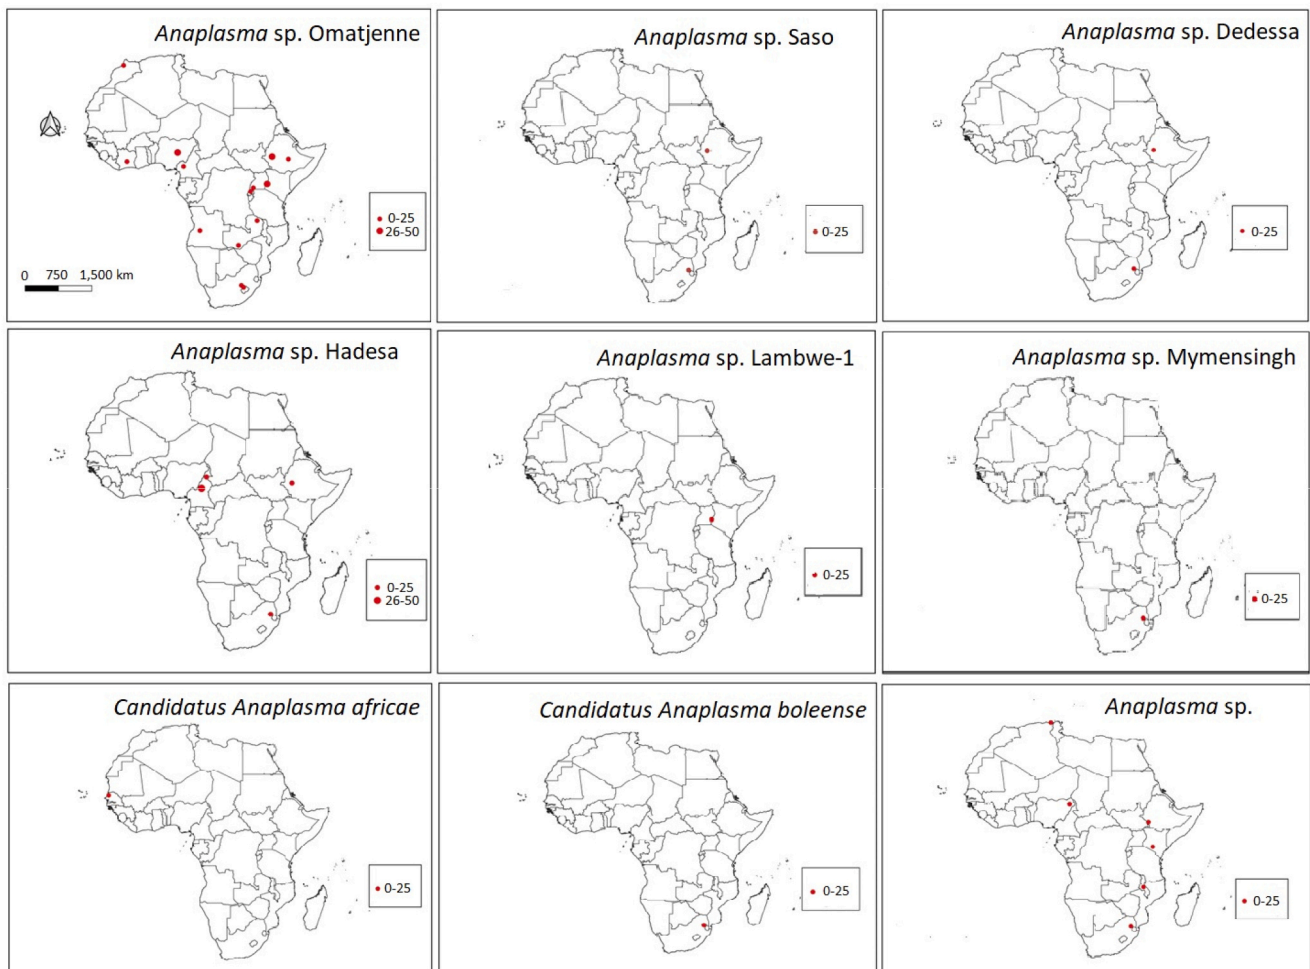 Anaplasma sp. Omatjenne
0-25
26-50
0 750 1,500 km
Anaplasma sp. Saso
0-25
Anaplasma sp. Dedessa
0-25
Anaplasma sp. Hadesa
0-25
26-50
Anaplasma sp. Lambwe-1
0-25
Anaplasma sp. Mymensingh
0-25
Candidatus Anaplasma africae
0-25
Candidatus Anaplasma boleense
0-25
Anaplasma sp.
0-25